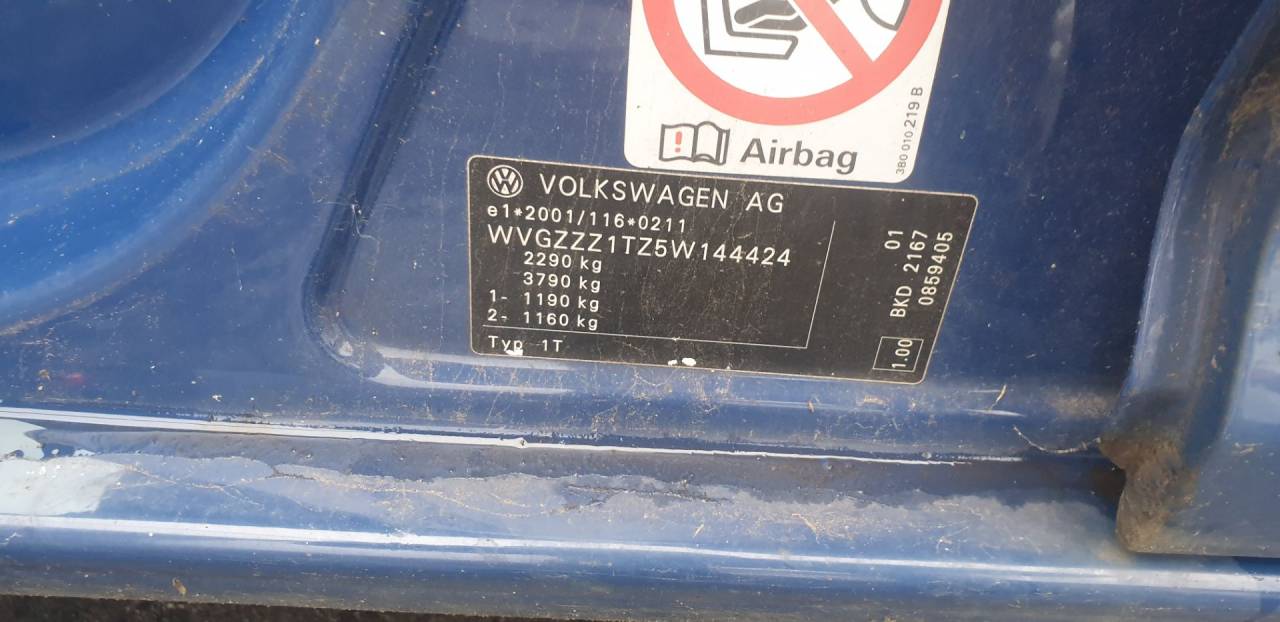 Airbag
3B0 010 219 B
VOLKSWAGEN AG
e1*2001/116*0211
WVGZZZ1TZ5W144424
2290 kg
3790 kg
1- 1190 kg
2- 1160 kg
Typ 1T
01
BKD 2167
0859405
1.00